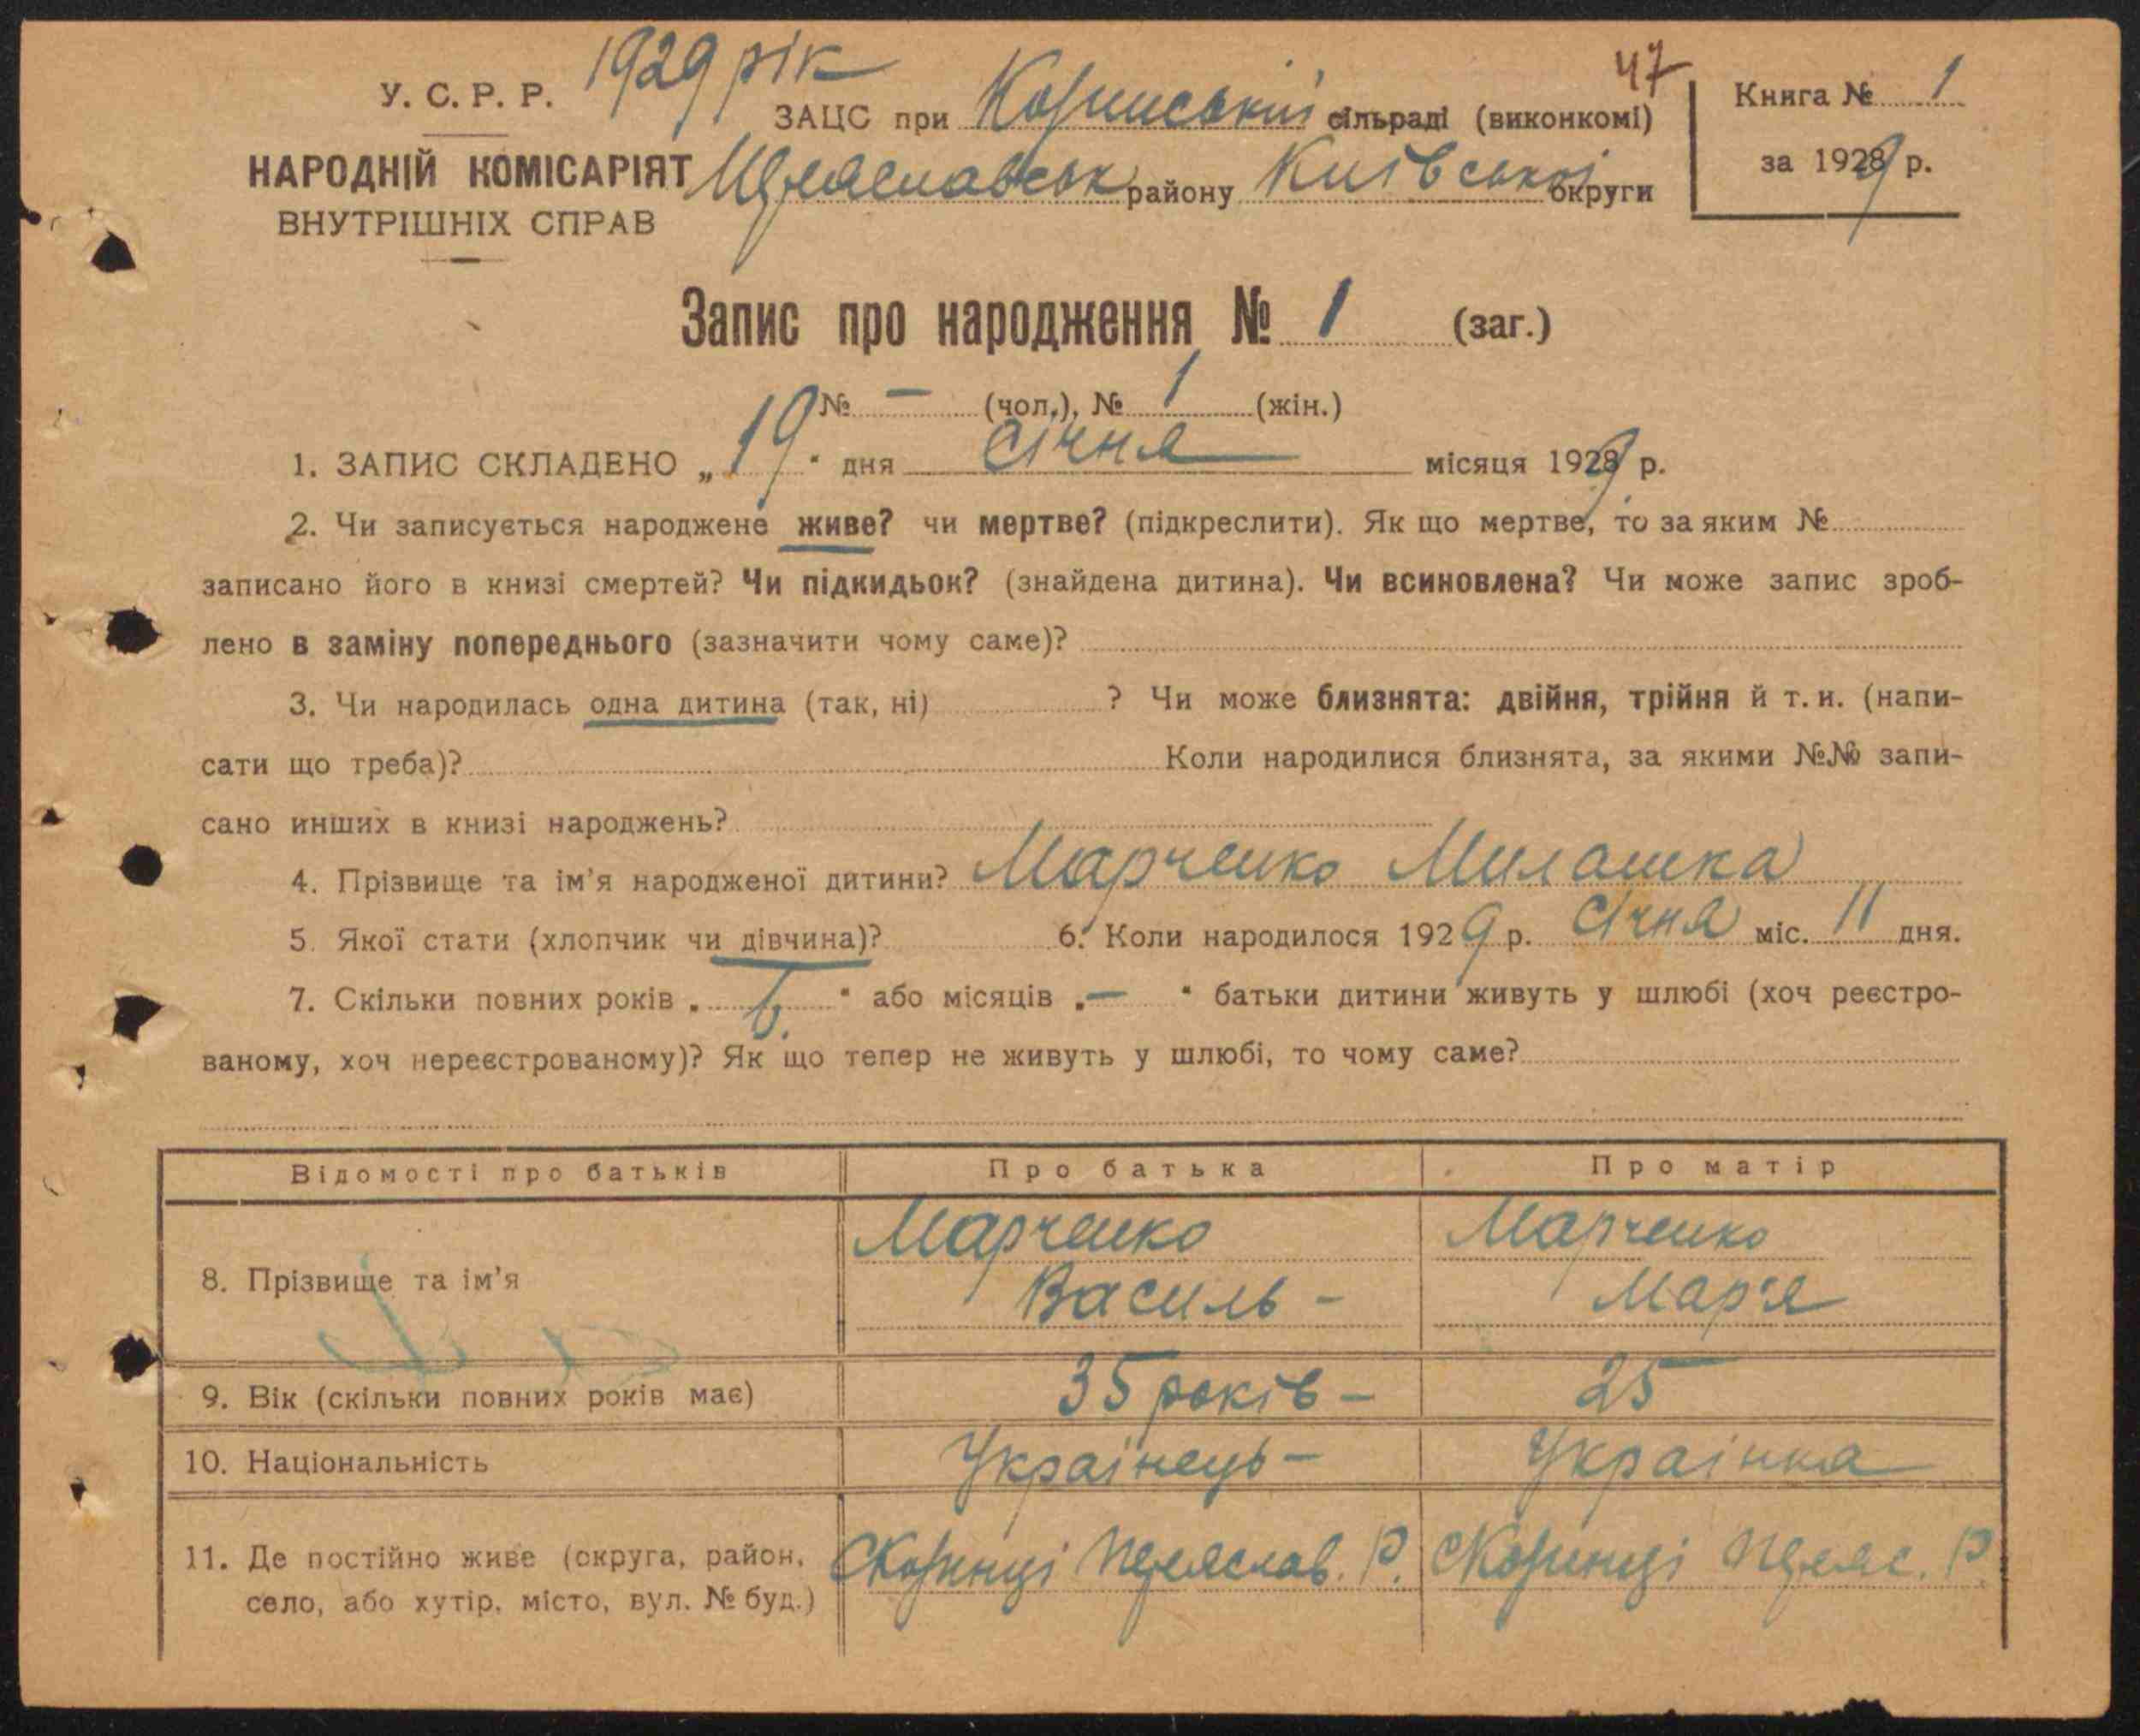 1929 рік
47
У. С. Р. Р.
ЗАЦС при сільраді (виконкомі)
Книга № 1
НАРОДНІЙ КОМІСАРІЯТ
району Київської округи
за 1929 р.
ВНУТРІШНІХ СПРАВ
Запис про народження № 1 (заг.)
№ — (чол.), № 1 (жін.)
1. ЗАПИС СКЛАДЕНО „19" дня Січня місяця 1929 р.
2. Чи записується народжене живе? чи мертве? (підкреслити). Як що мертве, то за яким №
записано його в книзі смертей? Чи підкидьок? (знайдена дитина). Чи всиновлена? Чи може запис зроб-
лено в заміну попереднього (зазначити чому саме)?
3. Чи народилась одна дитина (так, ні) ? Чи може близнята: двійня, трійня й т. и. (напи-
сати що треба)? Коли народилися близнята, за якими №№ запи-
сано инших в книзі народжень?
4. Прізвище та ім'я народженої дитини? Марченко Милашка
5. Якої стати (хлопчик чи дівчина)? 6. Коли народилося 1929 р. Січня міс. 11 дня.
7. Скільки повних років „ " або місяців „— " батьки дитини живуть у шлюбі (хоч реєстро-
ваному, хоч нереєстрованому)? Як що тепер не живуть у шлюбі, то чому саме?
Відомості про батьків Про батька Про матір
8. Прізвище та ім'я Марченко Василь - Марченко Мар'я
9. Вік (скільки повних років має) 35 років - 25
10. Національність Українець - Українка
11. Де постійно живе (округа, район, С Коринці Переяслав. Р. С Коринці Переяс. Р.
село, або хутір, місто, вул. № буд.)